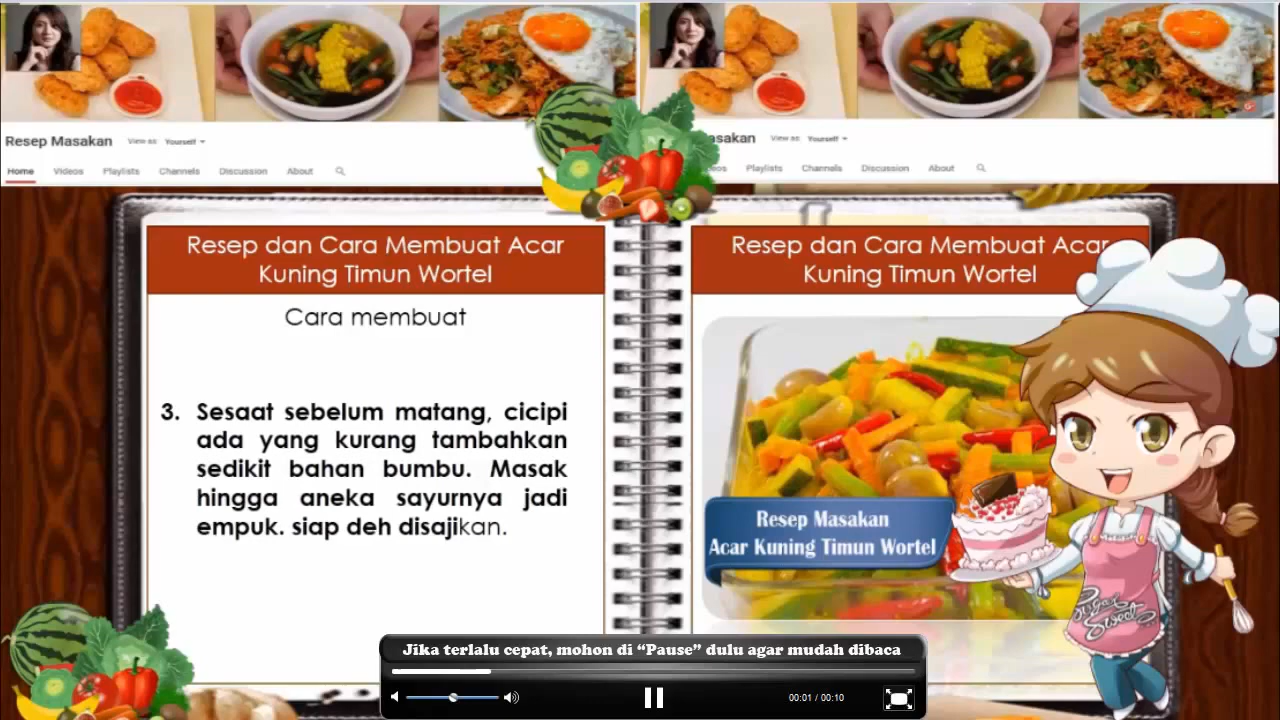 Resep Masakan View as: Yourself
Home Videos Playlists Channels Discussion About
asakan View as: Yourself
eos Playlists Channels Discussion About
Resep dan Cara Membuat Acar
Kuning Timun Wortel
Cara membuat
3. Sesaat sebelum matang, cicipi
ada yang kurang tambahkan
sedikit bahan bumbu. Masak
hingga aneka sayurnya jadi
empuk. siap deh disajikan.
Resep dan Cara Membuat Acar
Kuning Timun Wortel
Resep Masakan
Acar Kuning Timun Wortel
Sugar
Sweet
Jika terlalu cepat, mohon di “Pause” dulu agar mudah dibaca
00:01 / 00:10